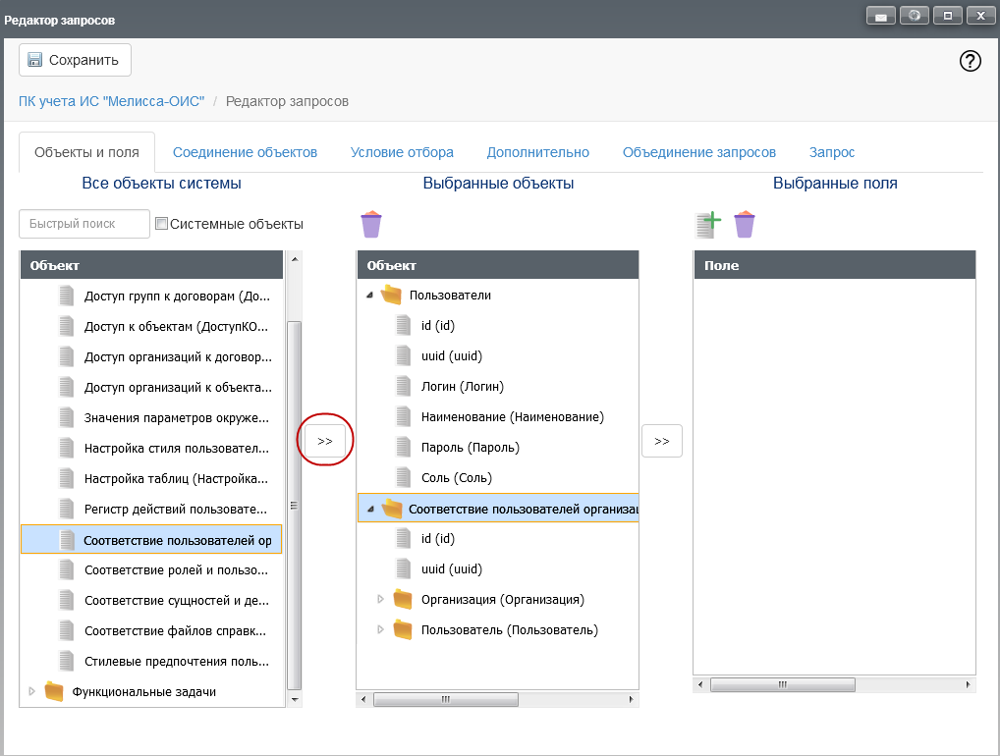 Редактор запросов
Сохранить
ПК учета ИС "Мелисса-ОИС" / Редактор запросов
Объекты и поля Соединение объектов Условие отбора Дополнительно Объединение запросов Запрос
Все объекты системы Выбранные объекты Выбранные поля
Быстрый поиск Системные объекты
Объект
Доступ групп к договорам (До...
Доступ к объектам (ДоступКО...
Доступ организаций к договор...
Доступ организаций к объекта...
Значения параметров окруже...
Настройка стиля пользовател...
Настройка таблиц (Настройка...
Регистр действий пользовате...
Соответствие пользователей ор
Соответствие ролей и пользо...
Соответствие сущностей и де...
Соответствие файлов справк...
Стилевые предпочтения поль...
Функциональные задачи
>>
Объект
Пользователи
id (id)
uuid (uuid)
Логин (Логин)
Наименование (Наименование)
Пароль (Пароль)
Соль (Соль)
Соответствие пользователей организац
id (id)
uuid (uuid)
Организация (Организация)
Пользователь (Пользователь)
>>
Поле